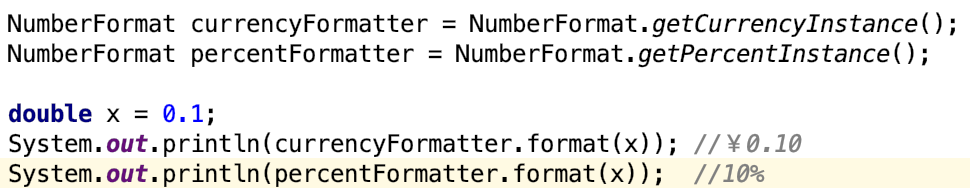 NumberFormat currencyFormatter = NumberFormat.getCurrencyInstance();
NumberFormat percentFormatter = NumberFormat.getPercentInstance();
double x = 0.1;
System.out.println(currencyFormatter.format(x)); //￥0.10
System.out.println(percentFormatter.format(x));  //10%